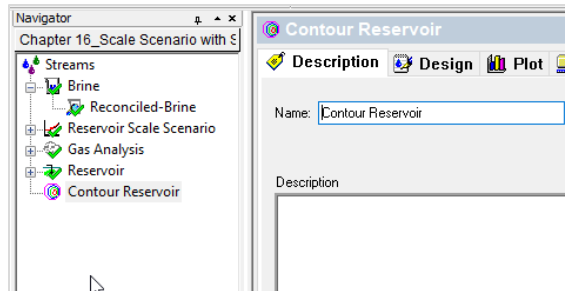 Navigator
Chapter 16_Scale Scenario with S
Streams
Brine
Reconciled-Brine
Reservoir Scale Scenario
Gas Analysis
Reservoir
Contour Reservoir
Contour Reservoir
Description Design Plot
Name: Contour Reservoir
Description